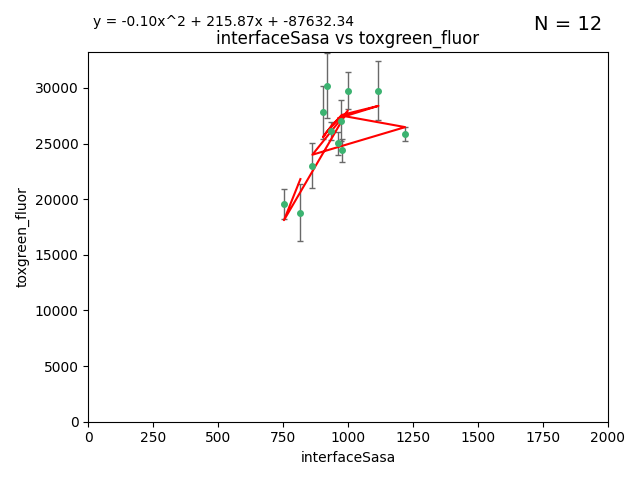 y = -0.10x^2 + 215.87x + -87632.34
N = 12
interfaceSasa vs toxgreen_fluor
30000
25000
20000
15000
10000
5000
0
toxgreen_fluor
0 250 500 750 1000 1250 1500 1750 2000
interfaceSasa